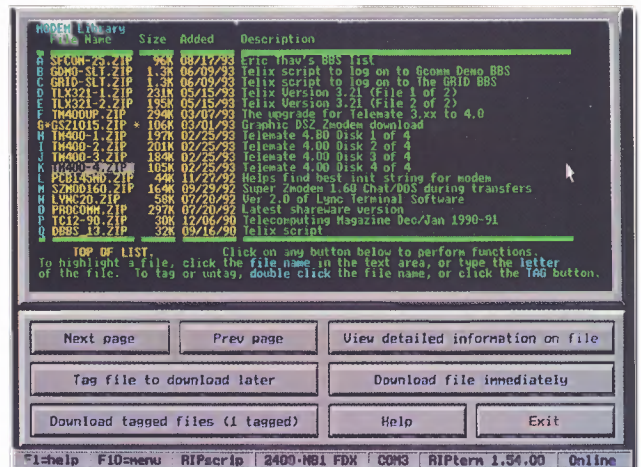 MODEM Library
File Name Size Added Description
A SFCON-25.ZIP 96K 08/17/93 Eric Thav's BBS list
B GDMO-SLT.ZIP 1.3K 06/09/93 Telix script to log on to Gcomm Demo BBS
C GRID-SLT.ZIP 1.3K 06/09/93 Telix script to log on to The GRID BBS
D TLX321-1.ZIP 231K 05/15/93 Telix Version 3.21 (File 1 of 2)
E TLX321-2.ZIP 195K 05/15/93 Telix Version 3.21 (File 2 of 2)
F TM400UP.ZIP 294K 03/07/93 The upgrade for Telemate 3.xx to 4.0
G*GSZ1015.ZIP * 106K 03/01/93 Graphic DSZ Zmodem download
H TM400-1.ZIP 197K 02/25/93 Telemate 4.00 Disk 1 of 4
I TM400-2.ZIP 201K 02/25/93 Telemate 4.00 Disk 2 of 4
J TM400-3.ZIP 184K 02/25/93 Telemate 4.00 Disk 3 of 4
K TM400-4.ZIP 105K 02/25/93 Telemate 4.00 Disk 4 of 4
L PCBI45MD.ZIP 44K 11/27/92 Helps find best init string for modem
M SZMOD160.ZIP 164K 09/29/92 Super Zmodem 1.60 Chat/DOS during transfers
N LYNC20.ZIP 58K 07/20/92 Ver 2.0 of Lync Terminal Software
O PROCOMM.ZIP 297K 07/20/92 Latest shareware version
P TC12-90.ZIP 30K 12/06/90 Telecomputing Magazine Dec/Jan 1990-91
Q DBBS_13.ZIP 32K 09/16/90 Telix script
TOP OF LIST. Click on any button below to perform functions.
To highlight a file, click the file name in the text area, or type the letter
of the file. To tag or untag, double click the file name, or click the TAG button.
Next page Prev page View detailed information on file
Tag file to download later Download file immediately
Download tagged files (1 tagged) Help Exit
F1=help F10=menu RIPscrip 2400-N81 FDX COM3 RIPterm 1.54.00 Online